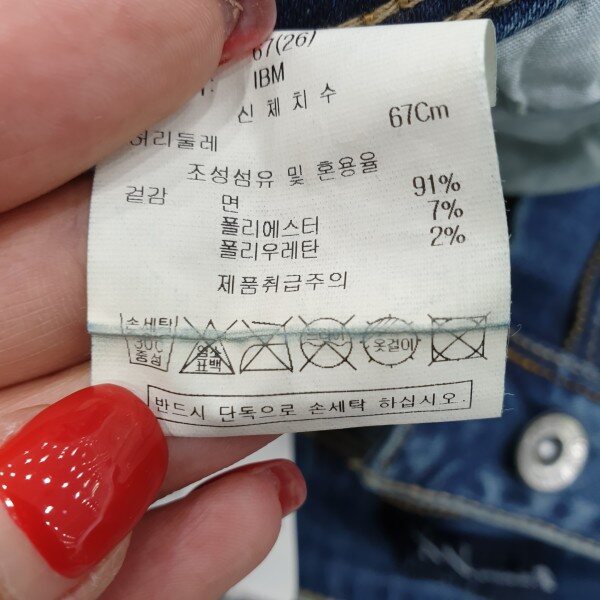 67(26)
IBM
신체치수
허리둘레 67Cm
조성섬유 및 혼용율
겉감 면 91%
폴리에스터 7%
폴리우레탄 2%
제품취급주의
손세탁
30℃
중성
염소
표백
옷걸이
반드시 단독으로 손세탁 하십시오.